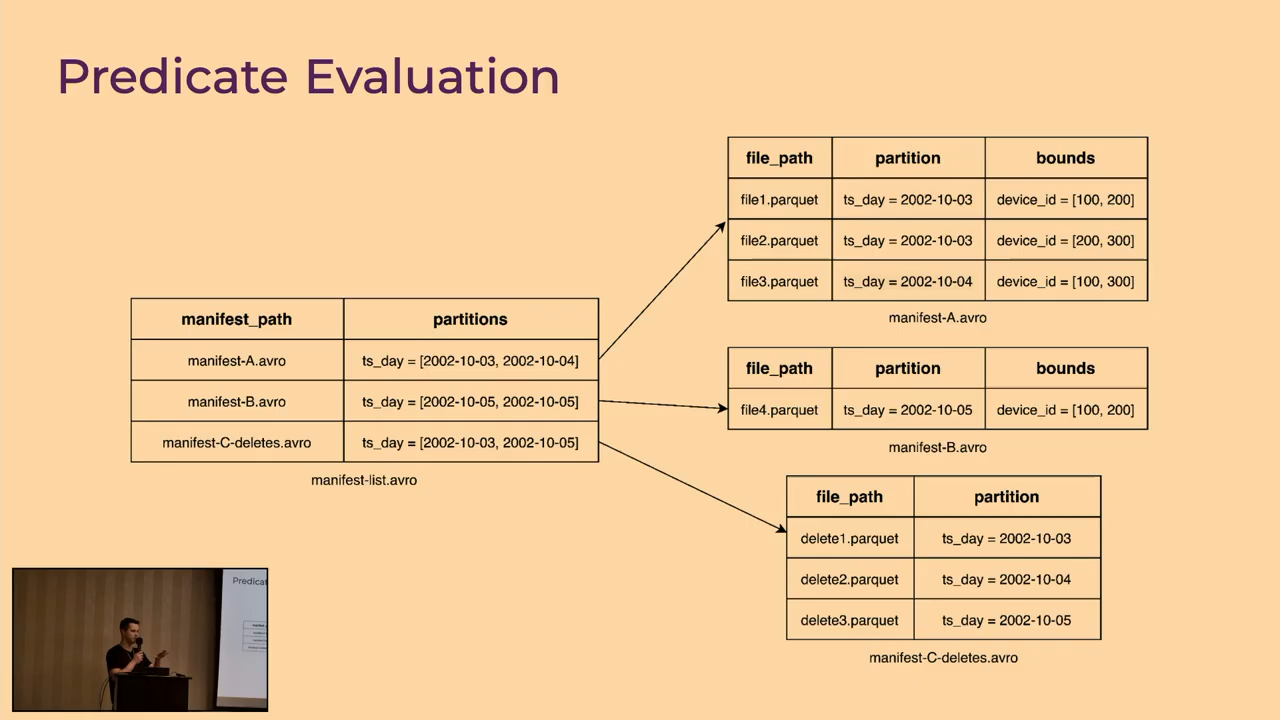 Predicate Evaluation
manifest_path partitions
manifest-A.avro ts_day = [2002-10-03, 2002-10-04]
manifest-B.avro ts_day = [2002-10-05, 2002-10-05]
manifest-C-deletes.avro ts_day = [2002-10-03, 2002-10-05]
manifest-list.avro
file_path partition bounds
file1.parquet ts_day = 2002-10-03 device_id = [100, 200]
file2.parquet ts_day = 2002-10-03 device_id = [200, 300]
file3.parquet ts_day = 2002-10-04 device_id = [100, 300]
manifest-A.avro
file_path partition bounds
file4.parquet ts_day = 2002-10-05 device_id = [100, 200]
manifest-B.avro
file_path partition
delete1.parquet ts_day = 2002-10-03
delete2.parquet ts_day = 2002-10-04
delete3.parquet ts_day = 2002-10-05
manifest-C-deletes.avro
Predicat